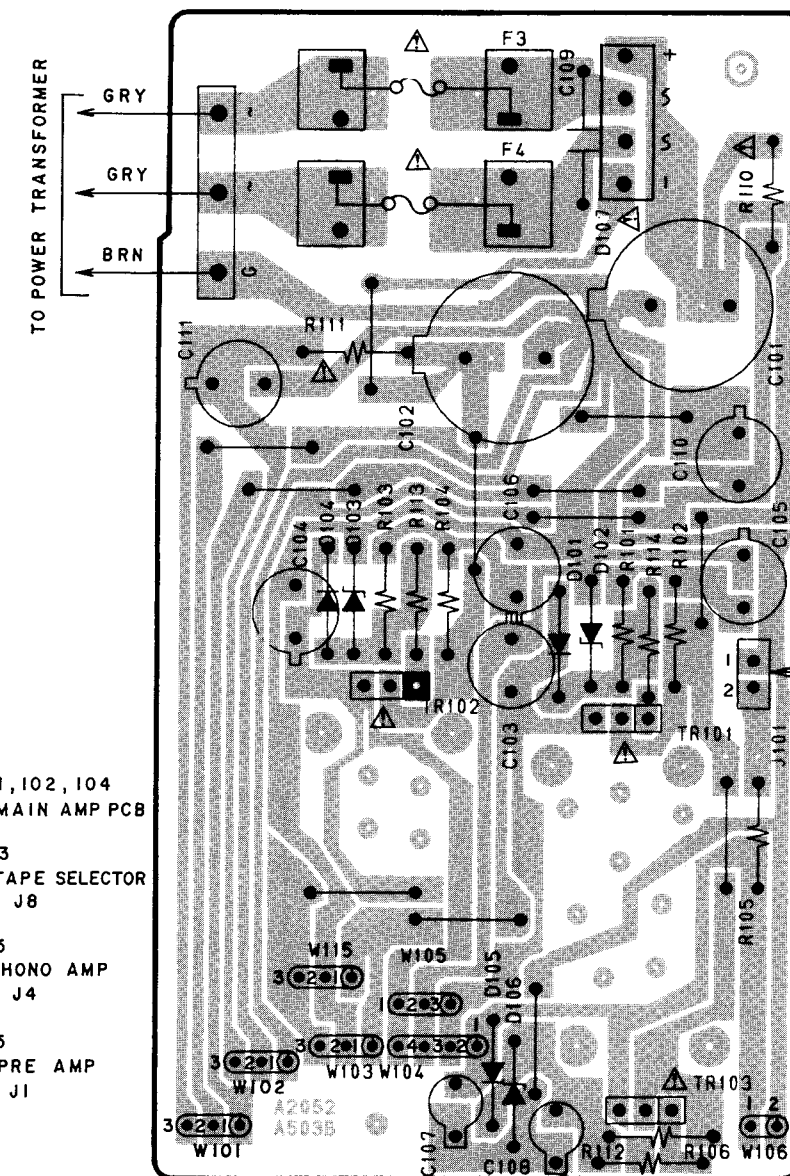 TO POWER TRANSFORMER
GRY
GRY
BRN
~
~
G
F3
F4
C109
+
S
S
-
D107
R110
C111
R111
C102
C101
C110
C104
D104
D103
R103
R113
R104
C106
D101
D102
R101
R114
R102
C105
TR102
C103
TR101
1
2
J101
1,102,104
MAIN AMP PCB
3
TAPE SELECTOR
J8
HONO AMP
J4
PRE AMP
J1
R105
W115
3 2 1
W105
1 2 3
D105
D106
3 2 1
W103
4 3 2 1
W104
3 2 1
W102
3 2 1
W101
A2052
A503B
C107
C108
TR103
R112
R106
1 2
W106